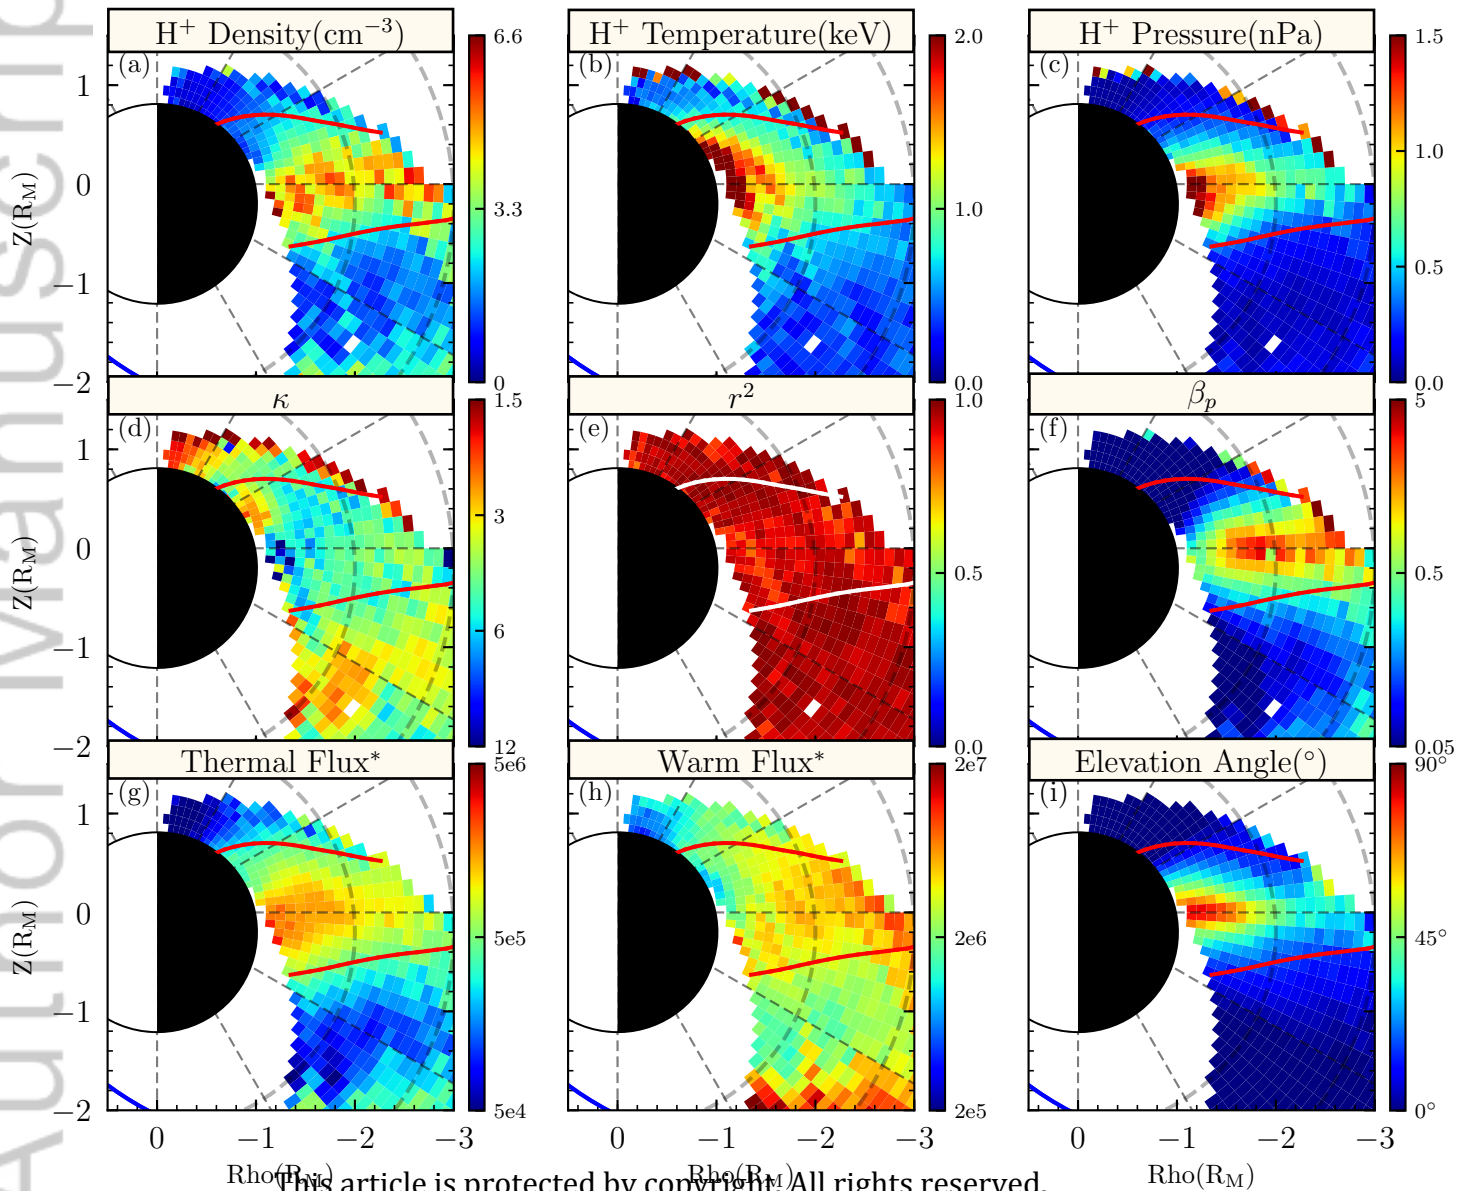 Author Manuscrip
H⁺ Density(cm⁻³)
H⁺ Temperature(keV)
H⁺ Pressure(nPa)
(a)
(b)
(c)
Z(R_M)
1
0
−1
−2
6.6
3.3
0
2.0
1.0
0.0
1.5
1.0
0.5
0.0
κ
r²
β_p
(d)
(e)
(f)
Z(R_M)
1
0
−1
−2
1.5
3
6
12
1.0
0.5
0.0
5
0.5
0.05
Thermal Flux*
Warm Flux*
Elevation Angle(°)
(g)
(h)
(i)
Z(R_M)
1
0
−1
−2
5e6
5e5
5e4
2e7
2e6
2e5
90°
45°
0°
0 −1 −2 −3
0 −1 −2 −3
0 −1 −2 −3
Rho(R_M)
Rho(R_M)
Rho(R_M)
This article is protected by copyright. All rights reserved.